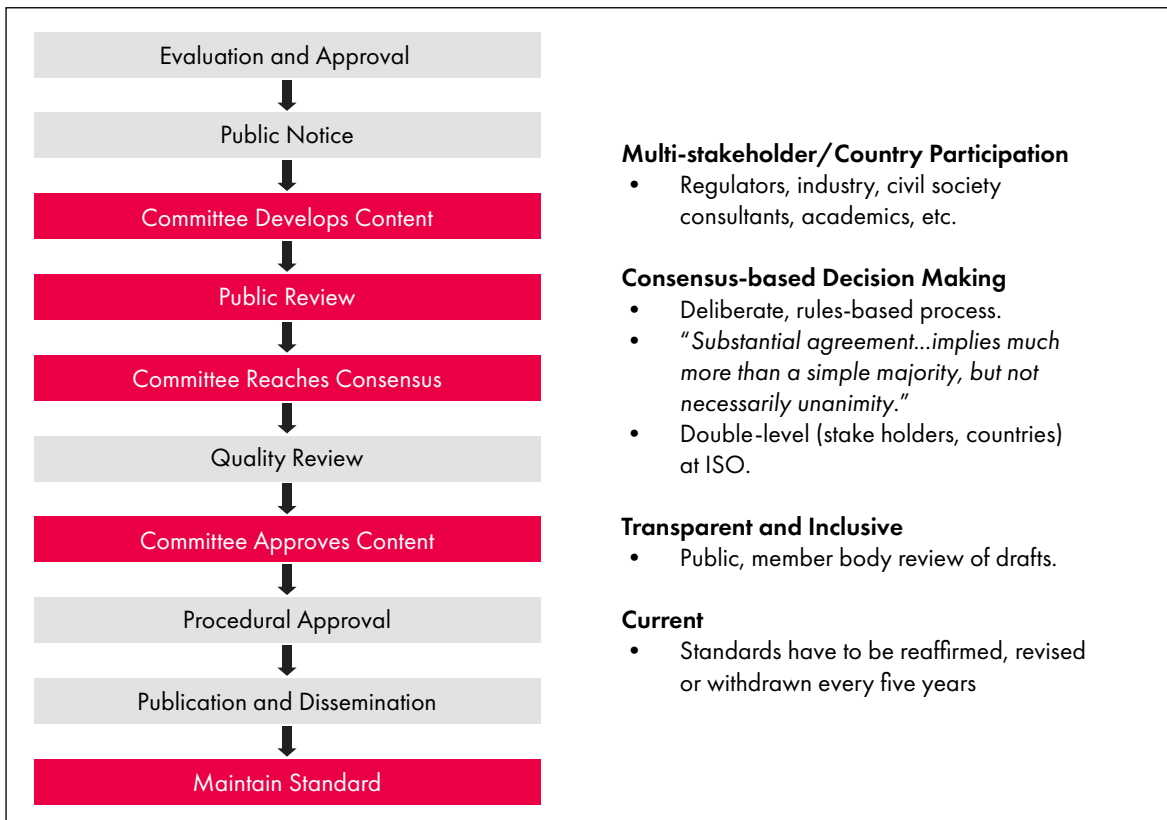 Evaluation and Approval
Public Notice
Committee Develops Content
Public Review
Committee Reaches Consensus
Quality Review
Committee Approves Content
Procedural Approval
Publication and Dissemination
Maintain Standard
Multi-stakeholder/Country Participation
• Regulators, industry, civil society
consultants, academics, etc.
Consensus-based Decision Making
• Deliberate, rules-based process.
• “Substantial agreement...implies much
more than a simple majority, but not
necessarily unanimity.”
• Double-level (stake holders, countries)
at ISO.
Transparent and Inclusive
• Public, member body review of drafts.
Current
• Standards have to be reaffirmed, revised
or withdrawn every five years